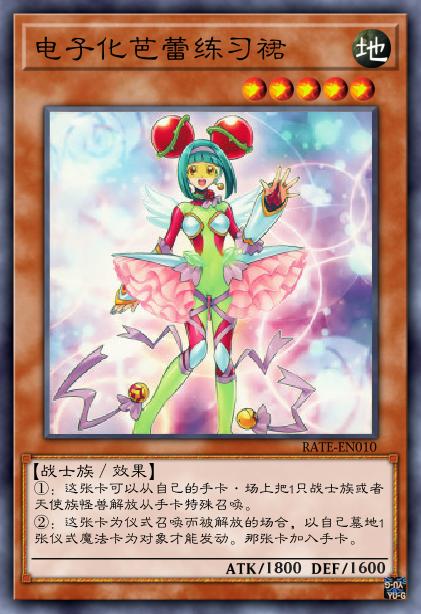 电子化芭蕾练习裙
地
RATE-EN010
【战士族／效果】
①：这张卡可以从自己的手卡·场上把1只战士族或者
天使族怪兽解放从手卡特殊召唤。
②：这张卡为仪式召唤而被解放的场合，以自己墓地1
张仪式魔法卡为对象才能发动。那张卡加入手卡。
ATK/1800 DEF/1600